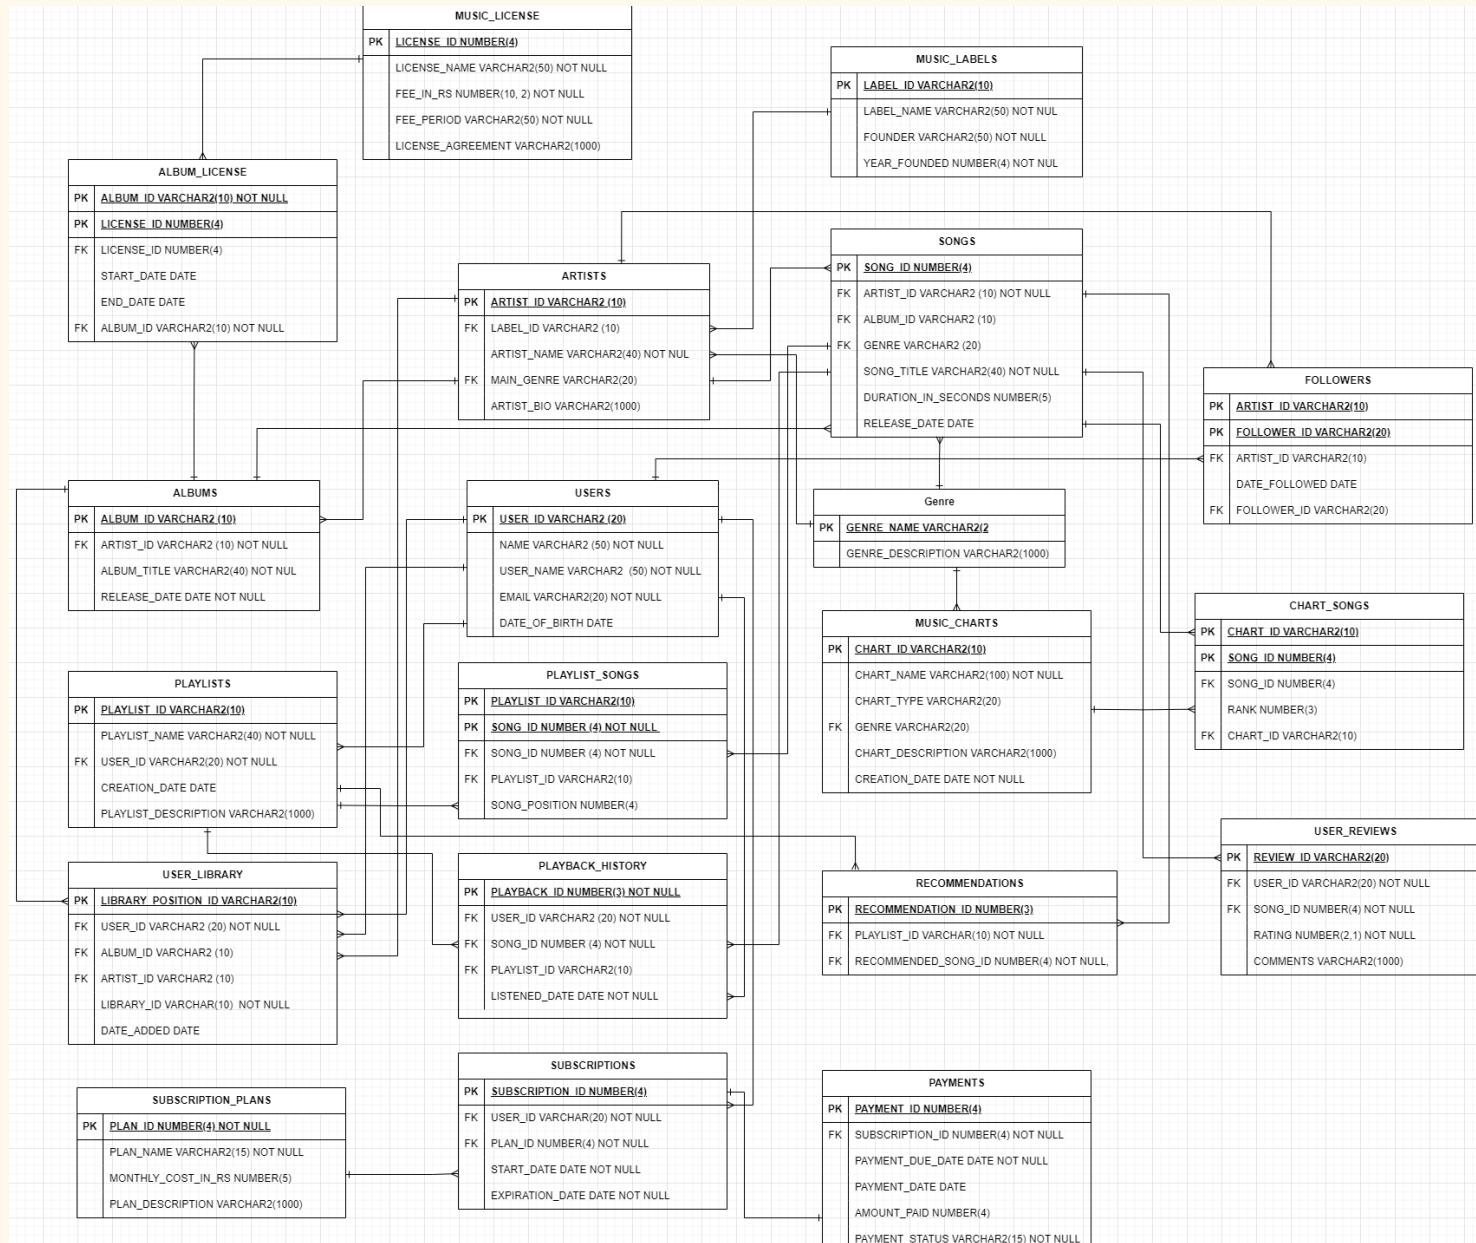 MUSIC_LICENSE
PK LICENSE_ID NUMBER(4)
LICENSE_NAME VARCHAR2(50) NOT NULL
FEE_IN_RS NUMBER(10, 2) NOT NULL
FEE_PERIOD VARCHAR2(50) NOT NULL
LICENSE_AGREEMENT VARCHAR2(1000)
MUSIC_LABELS
PK LABEL_ID VARCHAR2(10)
LABEL_NAME VARCHAR2(50) NOT NUL
FOUNDER VARCHAR2(50) NOT NULL
YEAR_FOUNDED NUMBER(4) NOT NUL
ALBUM_LICENSE
PK ALBUM_ID VARCHAR2(10) NOT NULL
PK LICENSE_ID NUMBER(4)
FK LICENSE_ID NUMBER(4)
START_DATE DATE
END_DATE DATE
FK ALBUM_ID VARCHAR2(10) NOT NULL
ARTISTS
PK ARTIST_ID VARCHAR2 (10)
FK LABEL_ID VARCHAR2 (10)
ARTIST_NAME VARCHAR2(40) NOT NUL
FK MAIN_GENRE VARCHAR2(20)
ARTIST_BIO VARCHAR2(1000)
SONGS
PK SONG_ID NUMBER(4)
FK ARTIST_ID VARCHAR2 (10) NOT NULL
FK ALBUM_ID VARCHAR2 (10)
FK GENRE VARCHAR2 (20)
SONG_TITLE VARCHAR2(40) NOT NULL
DURATION_IN_SECONDS NUMBER(5)
RELEASE_DATE DATE
FOLLOWERS
PK ARTIST_ID VARCHAR2(10)
PK FOLLOWER_ID VARCHAR2(20)
FK ARTIST_ID VARCHAR2(10)
DATE_FOLLOWED DATE
FK FOLLOWER_ID VARCHAR2(20)
ALBUMS
PK ALBUM_ID VARCHAR2 (10)
FK ARTIST_ID VARCHAR2 (10) NOT NULL
ALBUM_TITLE VARCHAR2(40) NOT NUL
RELEASE_DATE DATE NOT NULL
USERS
PK USER_ID VARCHAR2 (20)
NAME VARCHAR2 (50) NOT NULL
USER_NAME VARCHAR2 (50) NOT NULL
EMAIL VARCHAR2(20) NOT NULL
DATE_OF_BIRTH DATE
Genre
PK GENRE_NAME VARCHAR2(2
GENRE_DESCRIPTION VARCHAR2(1000)
MUSIC_CHARTS
PK CHART_ID VARCHAR2(10)
CHART_NAME VARCHAR2(100) NOT NULL
CHART_TYPE VARCHAR2(20)
FK GENRE VARCHAR2(20)
CHART_DESCRIPTION VARCHAR2(1000)
CREATION_DATE DATE NOT NULL
CHART_SONGS
PK CHART_ID VARCHAR2(10)
PK SONG_ID NUMBER(4)
FK SONG_ID NUMBER(4)
RANK NUMBER(3)
FK CHART_ID VARCHAR2(10)
PLAYLISTS
PK PLAYLIST_ID VARCHAR2(10)
PLAYLIST_NAME VARCHAR2(40) NOT NULL
FK USER_ID VARCHAR2(20) NOT NULL
CREATION_DATE DATE
PLAYLIST_DESCRIPTION VARCHAR2(1000)
PLAYLIST_SONGS
PK PLAYLIST_ID VARCHAR2(10)
PK SONG_ID NUMBER (4) NOT NULL
FK SONG_ID NUMBER (4) NOT NULL
FK PLAYLIST_ID VARCHAR2(10)
SONG_POSITION NUMBER(4)
USER_LIBRARY
PK LIBRARY_POSITION_ID VARCHAR2(10)
FK USER_ID VARCHAR2 (20) NOT NULL
FK ALBUM_ID VARCHAR2 (10)
FK ARTIST_ID VARCHAR2 (10)
LIBRARY_ID VARCHAR(10) NOT NULL
DATE_ADDED DATE
PLAYBACK_HISTORY
PK PLAYBACK_ID NUMBER(3) NOT NULL
FK USER_ID VARCHAR2 (20) NOT NULL
FK SONG_ID NUMBER (4) NOT NULL
FK PLAYLIST_ID VARCHAR2(10)
LISTENED_DATE DATE NOT NULL
RECOMMENDATIONS
PK RECOMMENDATION_ID NUMBER(3)
FK PLAYLIST_ID VARCHAR(10) NOT NULL
FK RECOMMENDED_SONG_ID NUMBER(4) NOT NULL,
USER_REVIEWS
PK REVIEW_ID VARCHAR2(20)
FK USER_ID VARCHAR2(20) NOT NULL
FK SONG_ID NUMBER(4) NOT NULL
RATING NUMBER(2,1) NOT NULL
COMMENTS VARCHAR2(1000)
SUBSCRIPTION_PLANS
PK PLAN_ID NUMBER(4) NOT NULL
PLAN_NAME VARCHAR2(15) NOT NULL
MONTHLY_COST_IN_RS NUMBER(5)
PLAN_DESCRIPTION VARCHAR2(1000)
SUBSCRIPTIONS
PK SUBSCRIPTION_ID NUMBER(4)
FK USER_ID VARCHAR(20) NOT NULL
FK PLAN_ID NUMBER(4) NOT NULL
START_DATE DATE NOT NULL
EXPIRATION_DATE DATE NOT NULL
PAYMENTS
PK PAYMENT_ID NUMBER(4)
FK SUBSCRIPTION_ID NUMBER(4) NOT NULL
PAYMENT_DUE_DATE DATE NOT NULL
PAYMENT_DATE DATE
AMOUNT_PAID NUMBER(4)
PAYMENT_STATUS VARCHAR2(15) NOT NULL